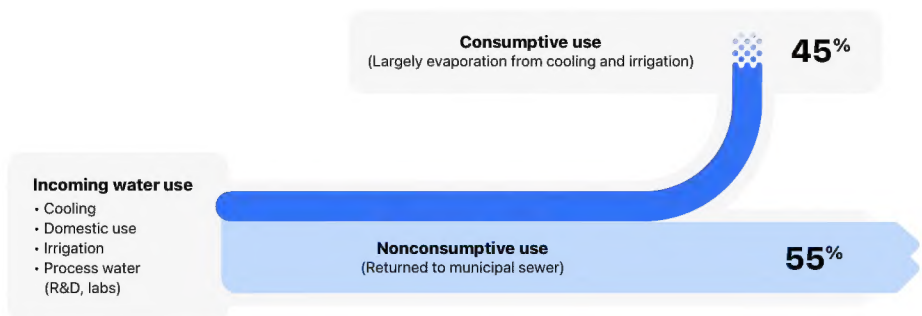 Consumptive use
(Largely evaporation from cooling and irrigation)
45%
Incoming water use
• Cooling
• Domestic use
• Irrigation
• Process water
(R&D, labs)
Nonconsumptive use
(Returned to municipal sewer)
55%